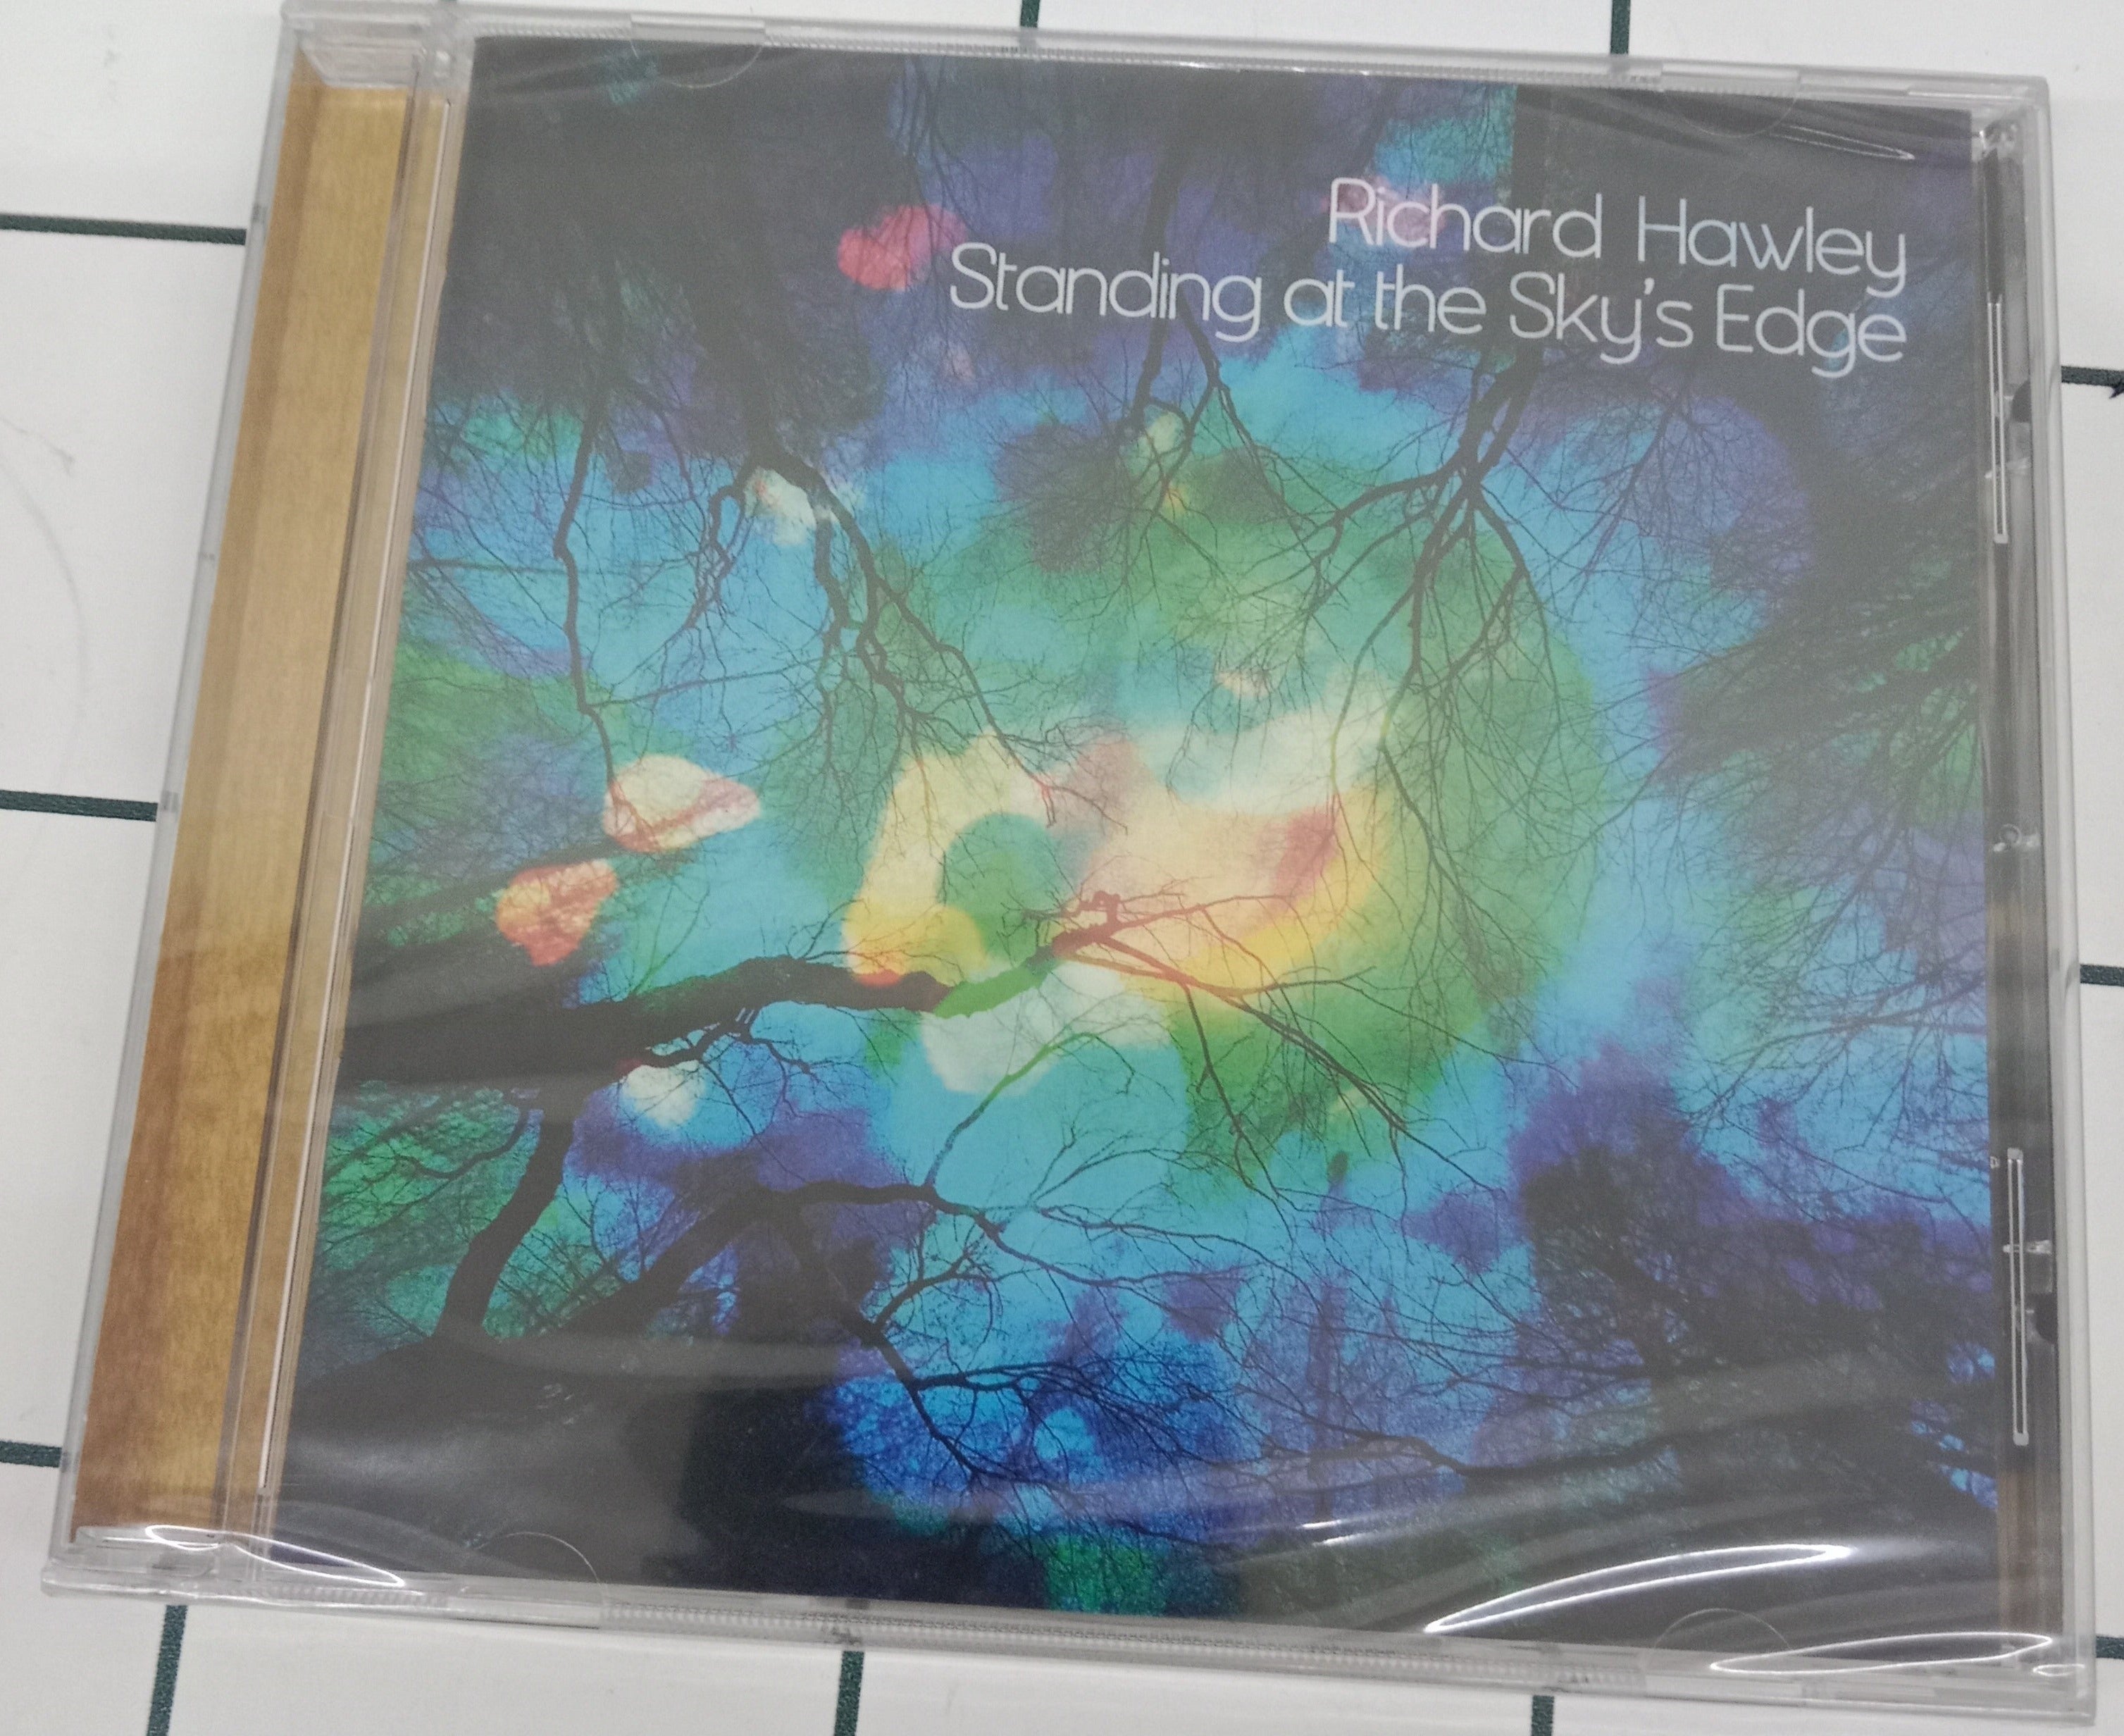 Richard Hawley
Standing at the Sky's Edge